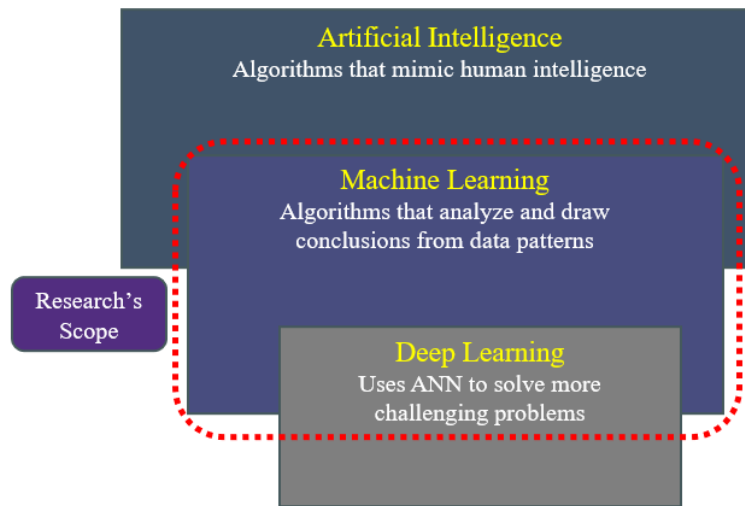 Artificial Intelligence
Algorithms that mimic human intelligence
Machine Learning
Algorithms that analyze and draw
conclusions from data patterns
Research’s
Scope
Deep Learning
Uses ANN to solve more
challenging problems